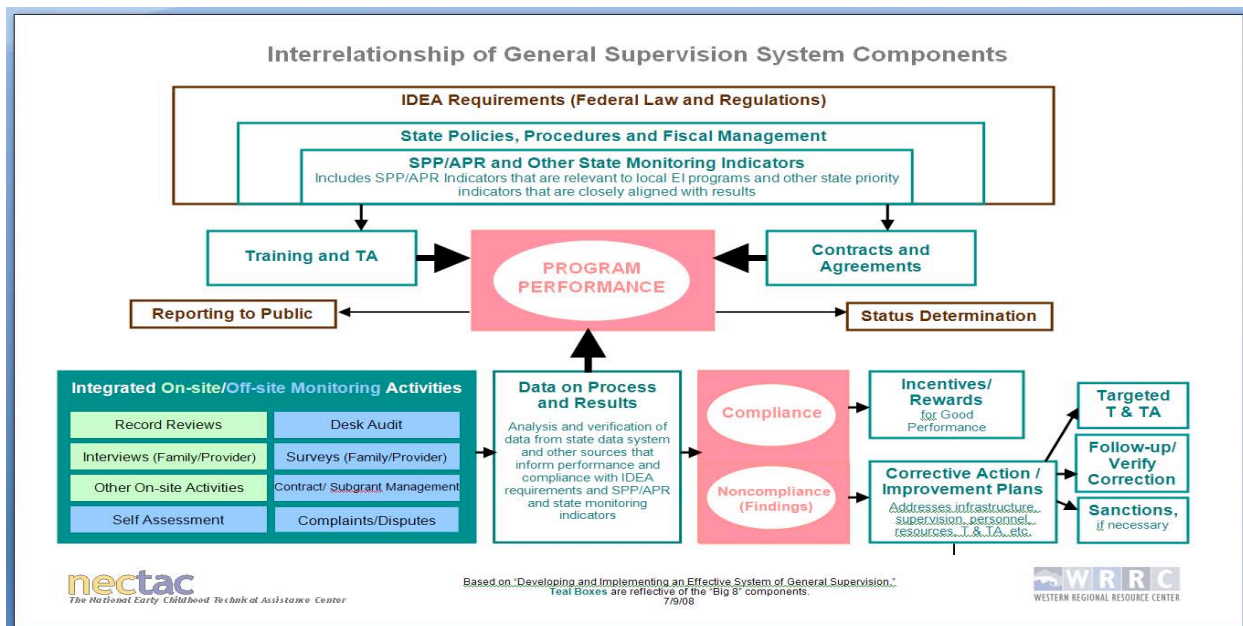 Interrelationship of General Supervision System Components
IDEA Requirements (Federal Law and Regulations)
State Policies, Procedures and Fiscal Management
SPP/APR and Other State Monitoring Indicators
Includes SPP/APR Indicators that are relevant to local EI programs and other state priority
indicators that are closely aligned with results
Training and TA
PROGRAM
PERFORMANCE
Contracts and
Agreements
Reporting to Public
Status Determination
Integrated On-site/Off-site Monitoring Activities
Record Reviews
Desk Audit
Interviews (Family/Provider)
Surveys (Family/Provider)
Other On-site Activities
Contract/ Subgrant Management
Self Assessment
Complaints/Disputes
Data on Process
and Results
Analysis and verification of
data from state data system
and other sources that
inform performance and
compliance with IDEA
requirements and SPP/APR
and state monitoring
indicators
Compliance
Noncompliance
(Findings)
Incentives/
Rewards
for Good
Performance
Corrective Action /
Improvement Plans
Addresses infrastructure,
supervision, personnel,
resources, T & TA, etc.
Targeted
T & TA
Follow-up/
Verify
Correction
Sanctions,
if necessary
nectac
The National Early Childhood Technical Assistance Center
Based on "Developing and Implementing an Effective System of General Supervision,"
Teal Boxes are reflective of the "Big 8" components.
7/9/08
WRRC
WESTERN REGIONAL RESOURCE CENTER